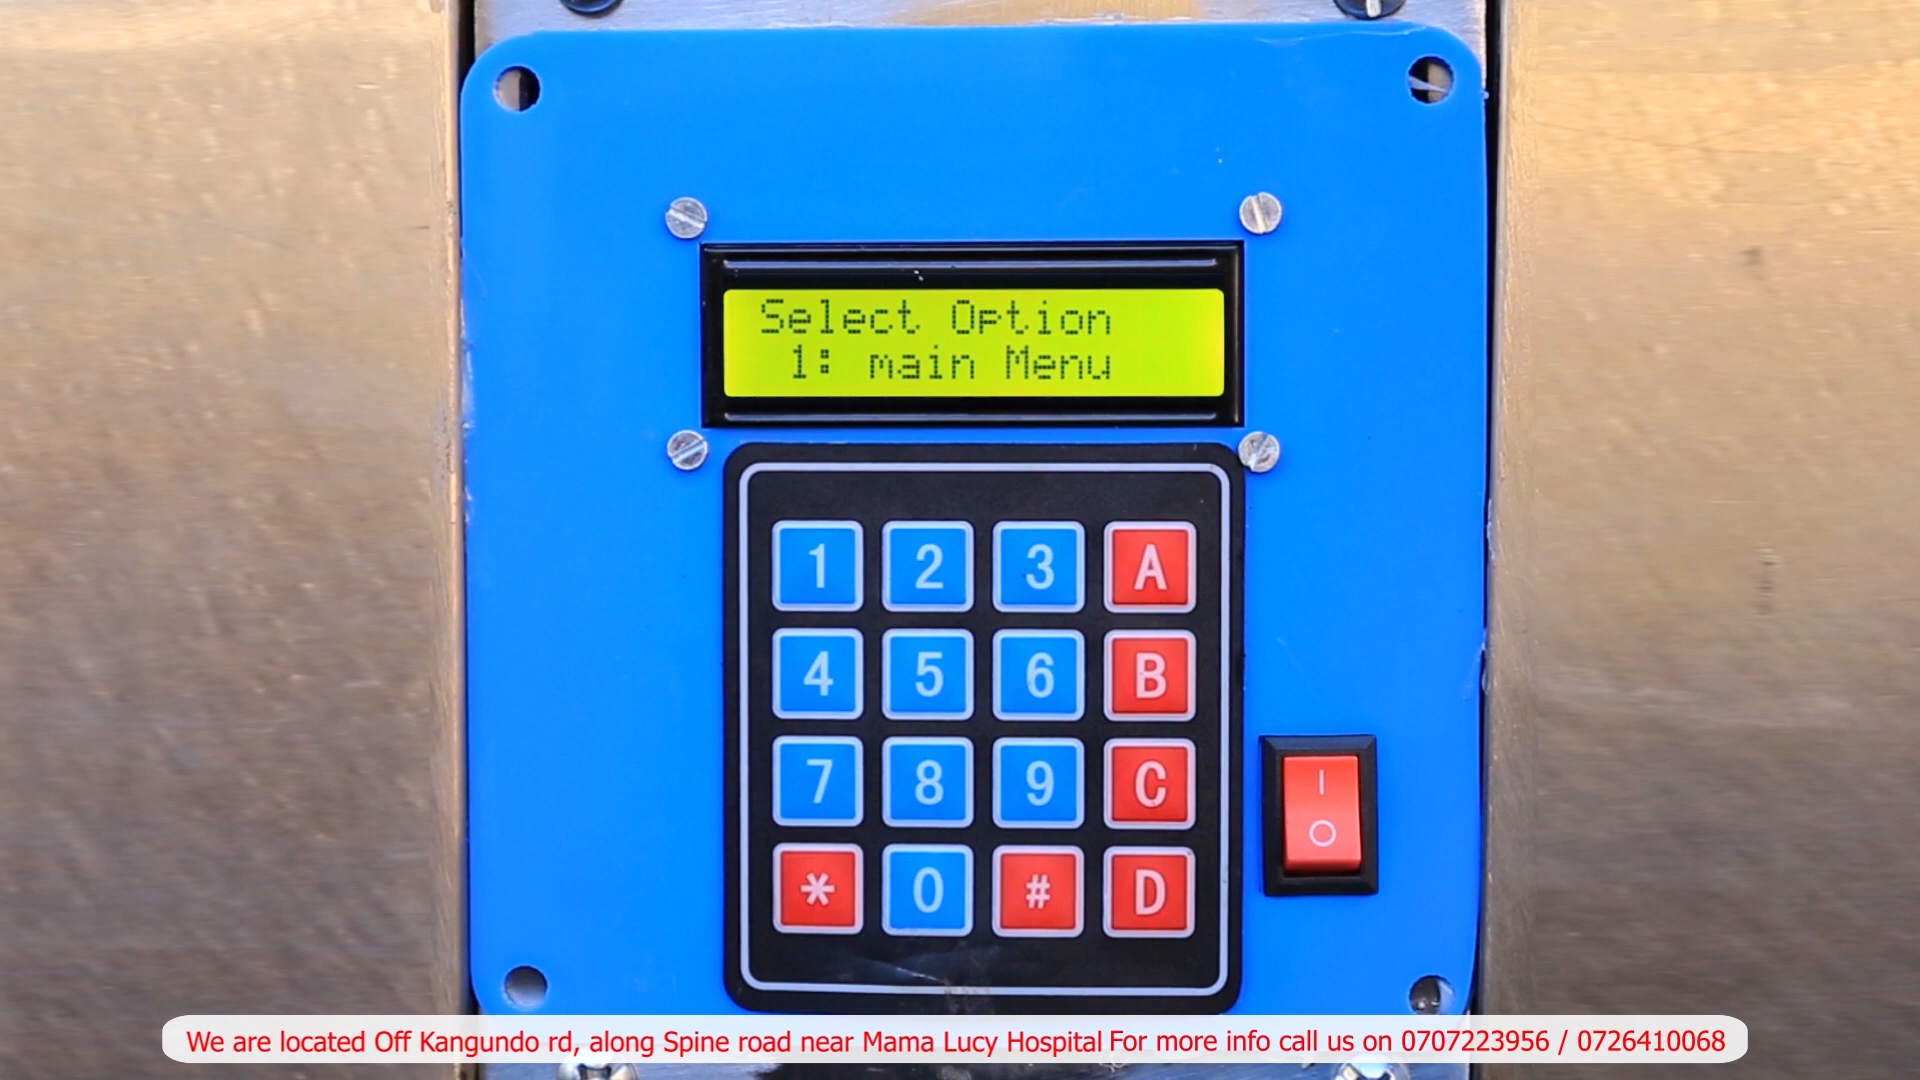 Select Option
1: main Menu
1 2 3 A
4 5 6 B
7 8 9 C
* 0 # D
I
O
We are located Off Kangundo rd, along Spine road near Mama Lucy Hospital For more info call us on 0707223956 / 0726410068